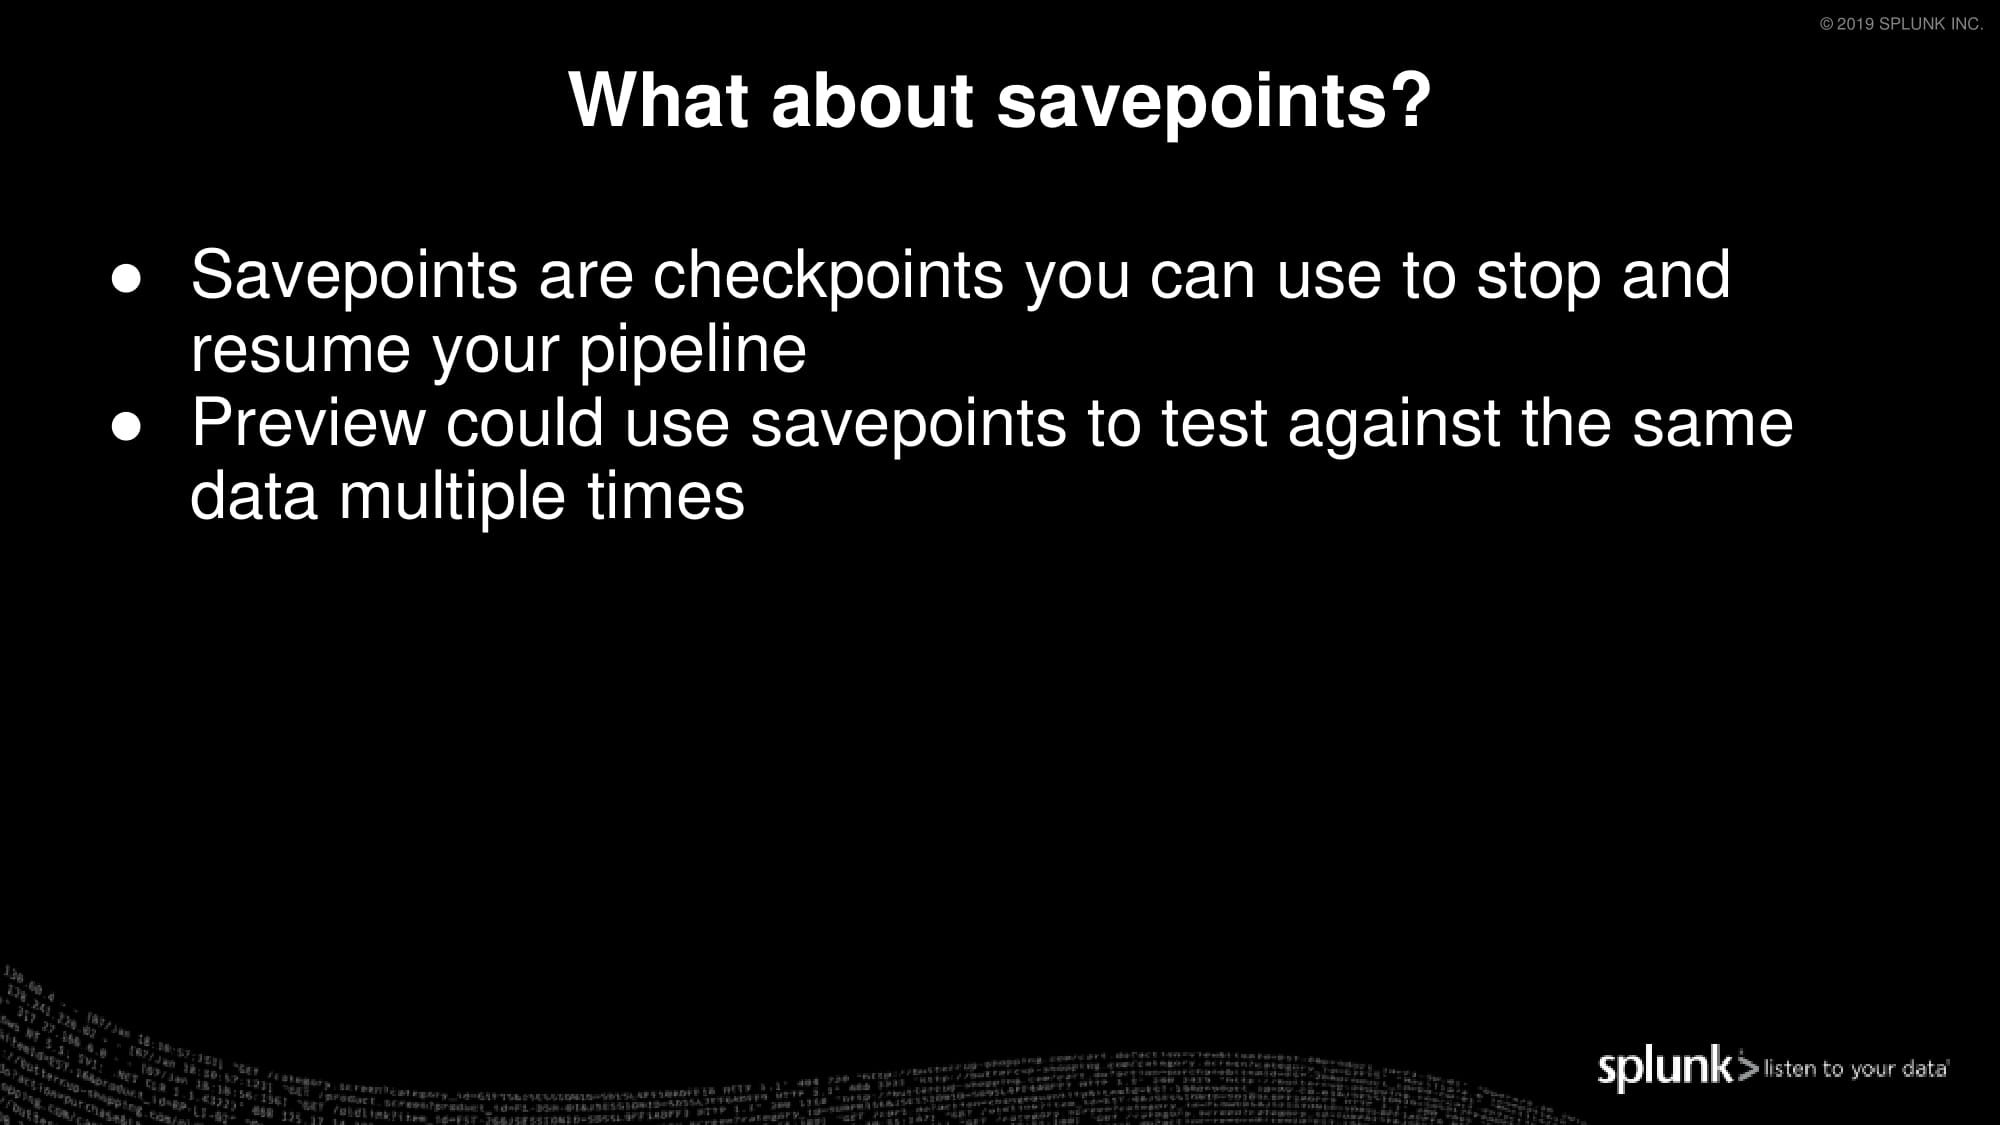 © 2019 SPLUNK INC.
What about savepoints?
● Savepoints are checkpoints you can use to stop and
resume your pipeline
● Preview could use savepoints to test against the same
data multiple times
splunk> listen to your data